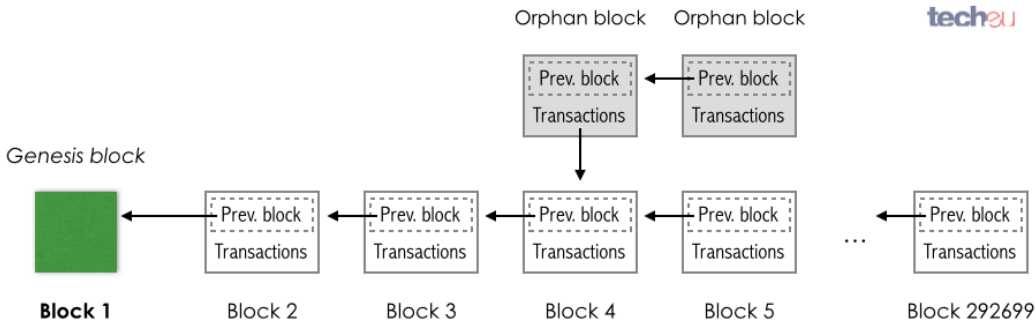 Orphan block Orphan block techeu
Prev. block Prev. block
Transactions Transactions
Genesis block
Prev. block Prev. block Prev. block Prev. block ... Prev. block
Transactions Transactions Transactions Transactions Transactions
Block 1 Block 2 Block 3 Block 4 Block 5 Block 292699